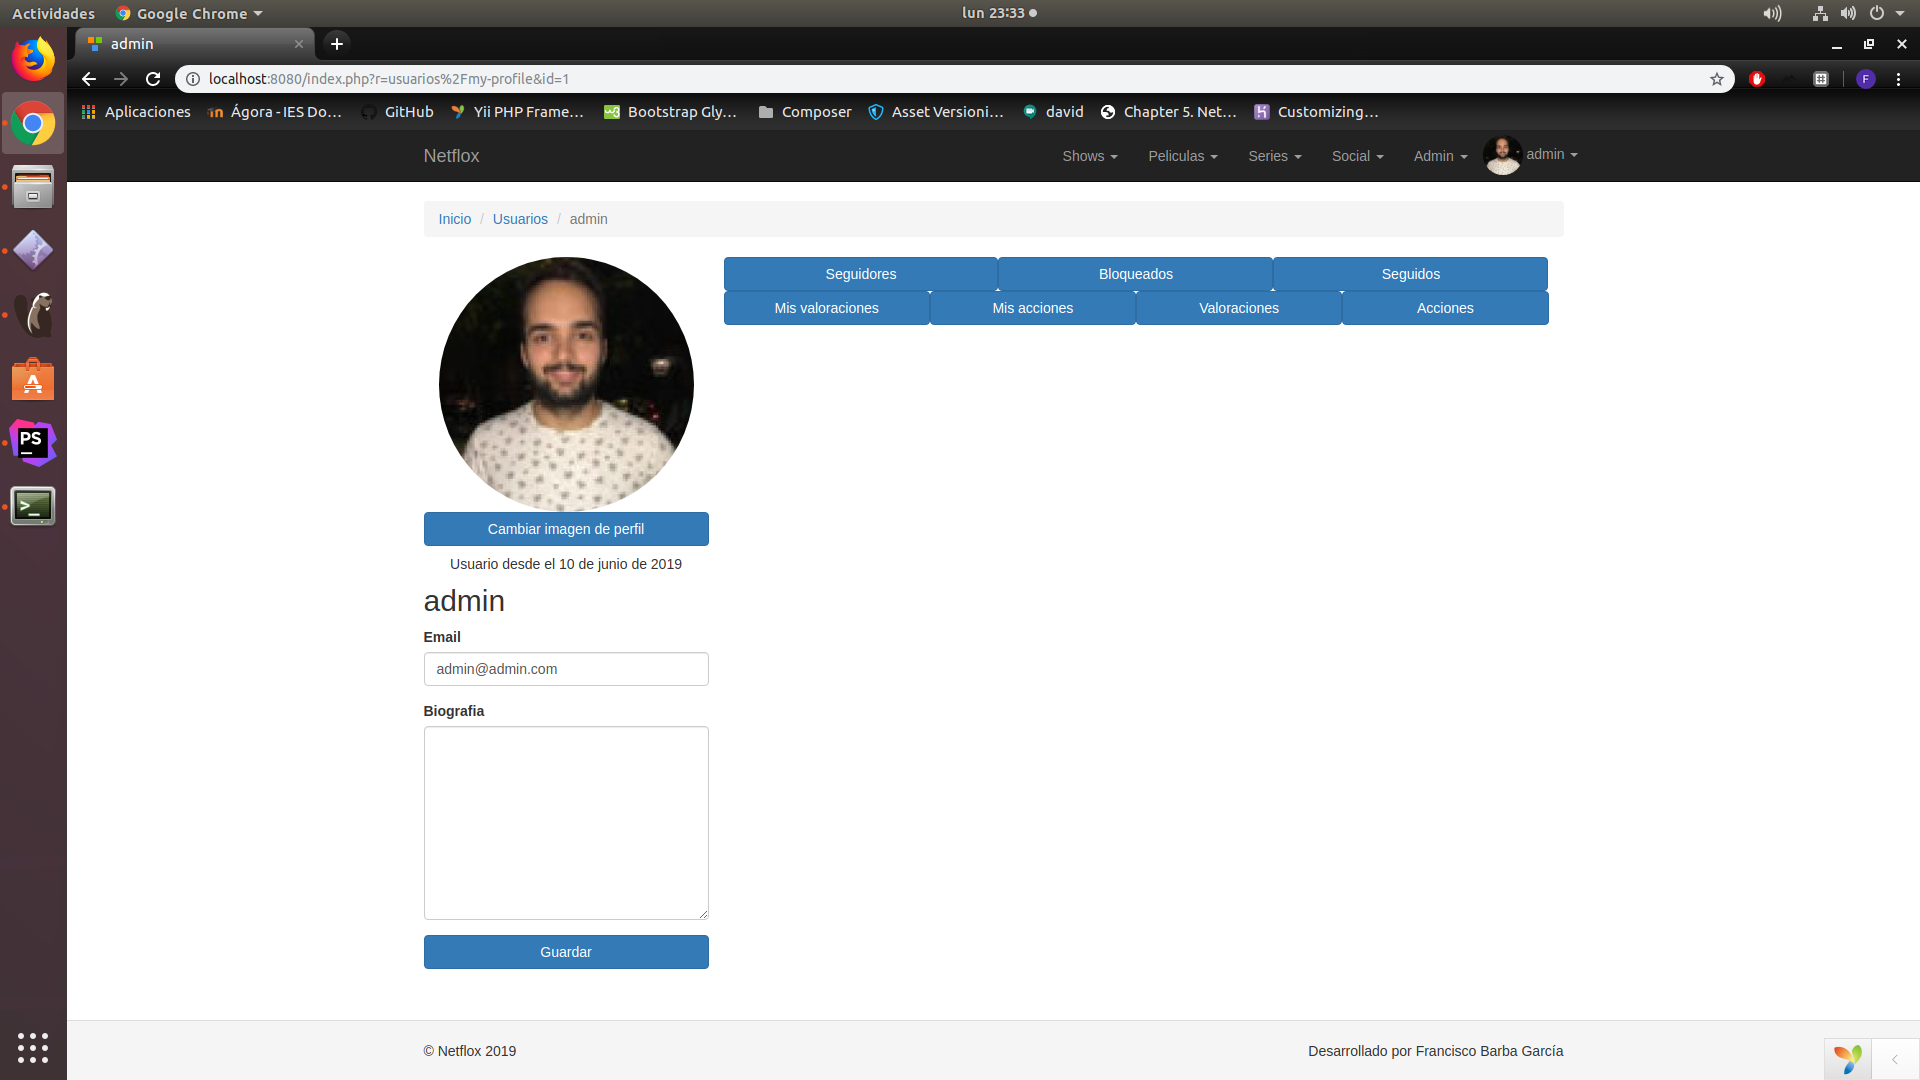 Actividades Google Chrome lun 23:33
admin
localhost:8080/index.php?r=usuarios%2Fmy-profile&id=1 F
Aplicaciones Ágora - IES Do... GitHub Yii PHP Frame... Bootstrap Gly... Composer Asset Versioni... david Chapter 5. Net... Customizing...
Netflox Shows Peliculas Series Social Admin admin
Inicio / Usuarios / admin
Seguidores Bloqueados Seguidos
Mis valoraciones Mis acciones Valoraciones Acciones
Cambiar imagen de perfil
Usuario desde el 10 de junio de 2019
admin
Email
admin@admin.com
Biografia
Guardar
© Netflox 2019 Desarrollado por Francisco Barba García
PS